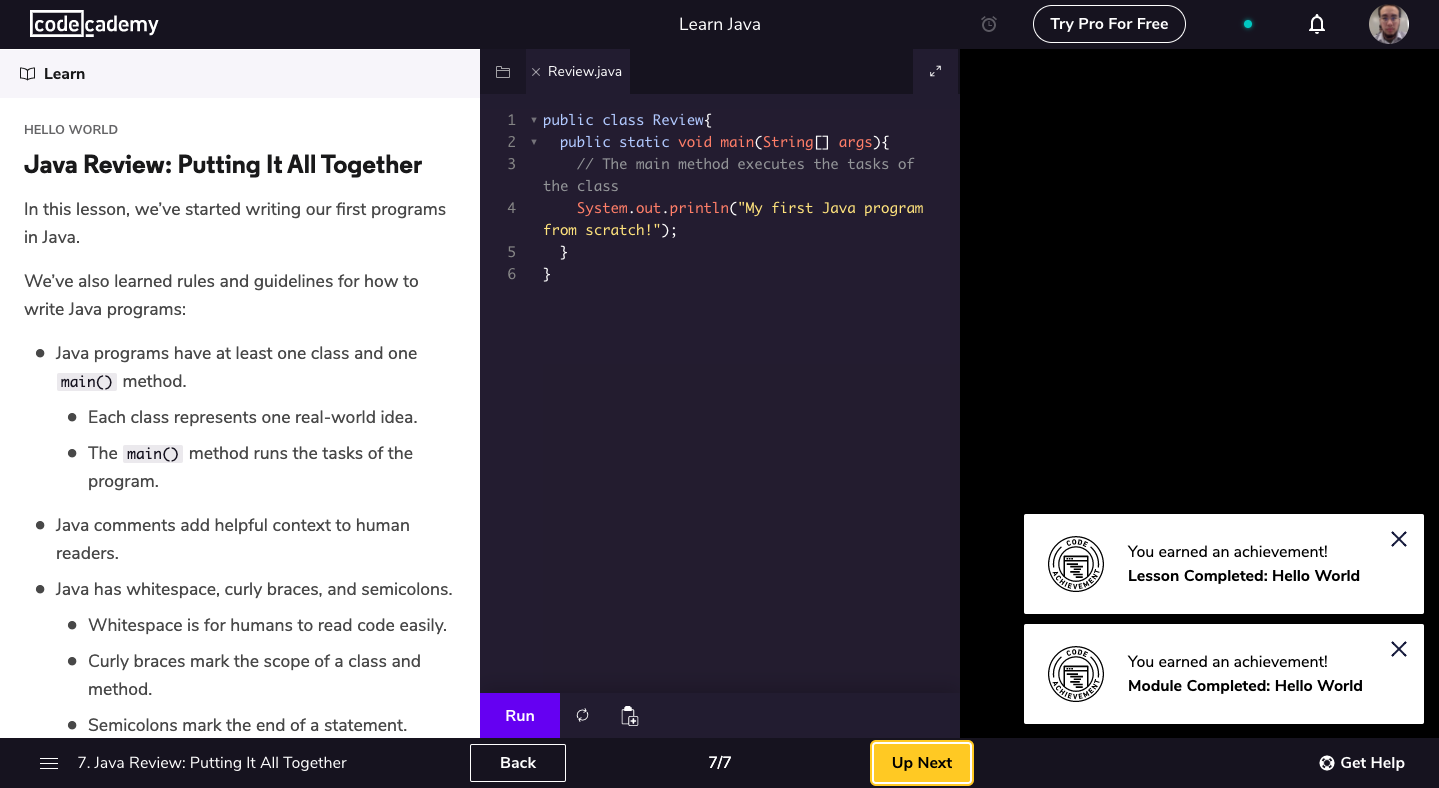 codecademy
Learn Java
Try Pro For Free
Learn
HELLO WORLD
Java Review: Putting It All Together
In this lesson, we've started writing our first programs
in Java.
We've also learned rules and guidelines for how to
write Java programs:
Java programs have at least one class and one
main() method.
Each class represents one real-world idea.
The main() method runs the tasks of the
program.
Java comments add helpful context to human
readers.
Java has whitespace, curly braces, and semicolons.
Whitespace is for humans to read code easily.
Curly braces mark the scope of a class and
method.
Semicolons mark the end of a statement.
Review.java
1 public class Review{
2 public static void main(String[] args){
3 // The main method executes the tasks of
the class
4 System.out.println("My first Java program
from scratch!");
5 }
6 }
Run
CODE
ACHIEVEMENT
You earned an achievement!
Lesson Completed: Hello World
CODE
ACHIEVEMENT
You earned an achievement!
Module Completed: Hello World
7. Java Review: Putting It All Together
Back
7/7
Up Next
Get Help